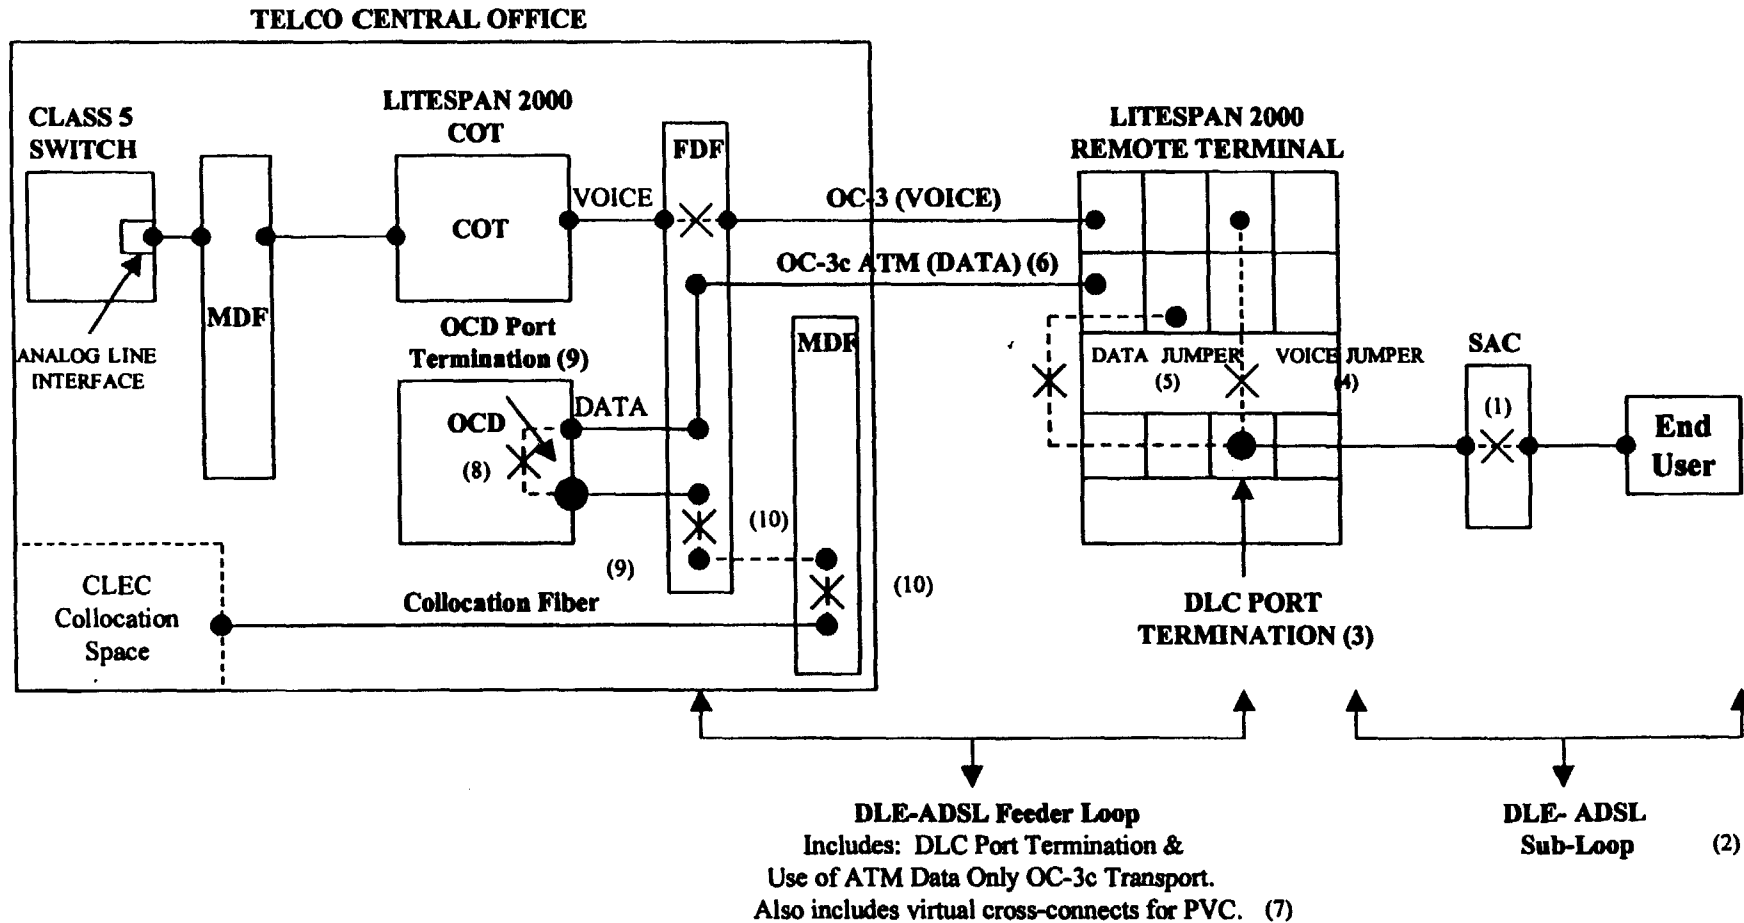 TELCO CENTRAL OFFICE
CLASS 5
SWITCH
ANALOG LINE
INTERFACE
MDF
LITESPAN 2000
COT
COT
VOICE
FDF
OC-3 (VOICE)
OC-3c ATM (DATA) (6)
LITESPAN 2000
REMOTE TERMINAL
OCD Port
Termination (9)
OCD
(8)
DATA
MDF
DATA JUMPER
(5)
VOICE JUMPER
(4)
SAC
(1)
End
User
(10)
(9)
(10)
CLEC
Collocation
Space
Collocation Fiber
DLC PORT
TERMINATION (3)
DLE-ADSL Feeder Loop
Includes: DLC Port Termination &
Use of ATM Data Only OC-3c Transport.
Also includes virtual cross-connects for PVC. (7)
DLE- ADSL
Sub-Loop (2)